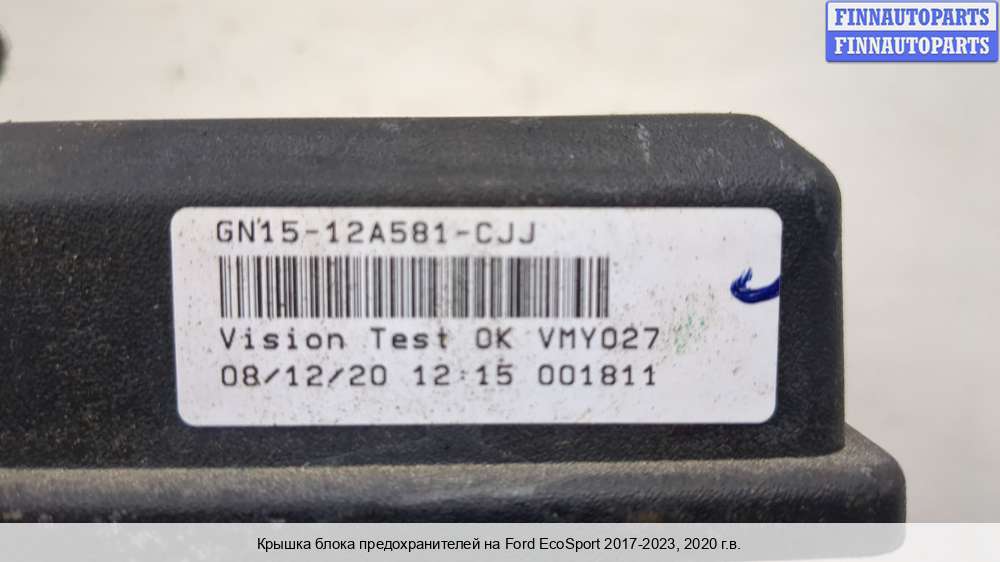 FINNAUTOPARTS
FINNAUTOPARTS
GN15-12A581-CJJ
Vision Test OK VMY027
08/12/20 12:15 001811
Крышка блока предохранителей на Ford EcoSport 2017-2023, 2020 г.в.